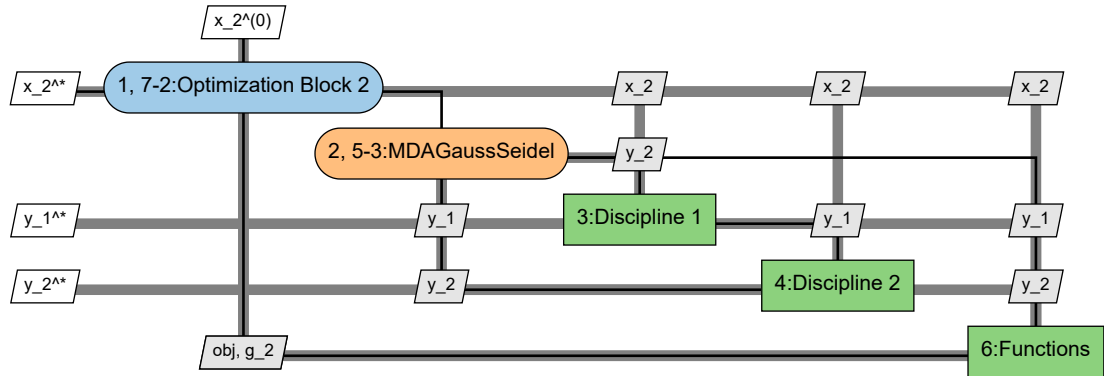 x_2^(0)
x_2^*
1, 7-2:Optimization Block 2
x_2
x_2
x_2
2, 5-3:MDAGaussSeidel
y_2
y_1^*
y_1
3:Discipline 1
y_1
y_1
y_2^*
y_2
4:Discipline 2
y_2
obj, g_2
6:Functions